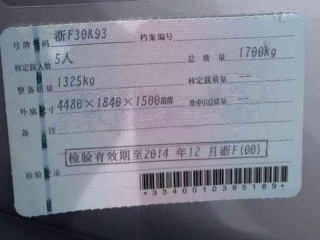 号牌号码 浙F30K93 档案编号
核定载人数 5人 总质量 1700kg
整备质量 1325kg 核定载质量 --
外廓尺寸 4480×1840×1500㎜ 准牵引总质量 --
备注
检验有效期至2014 年 12 月浙F(00)
检验记录
*3340010395189*